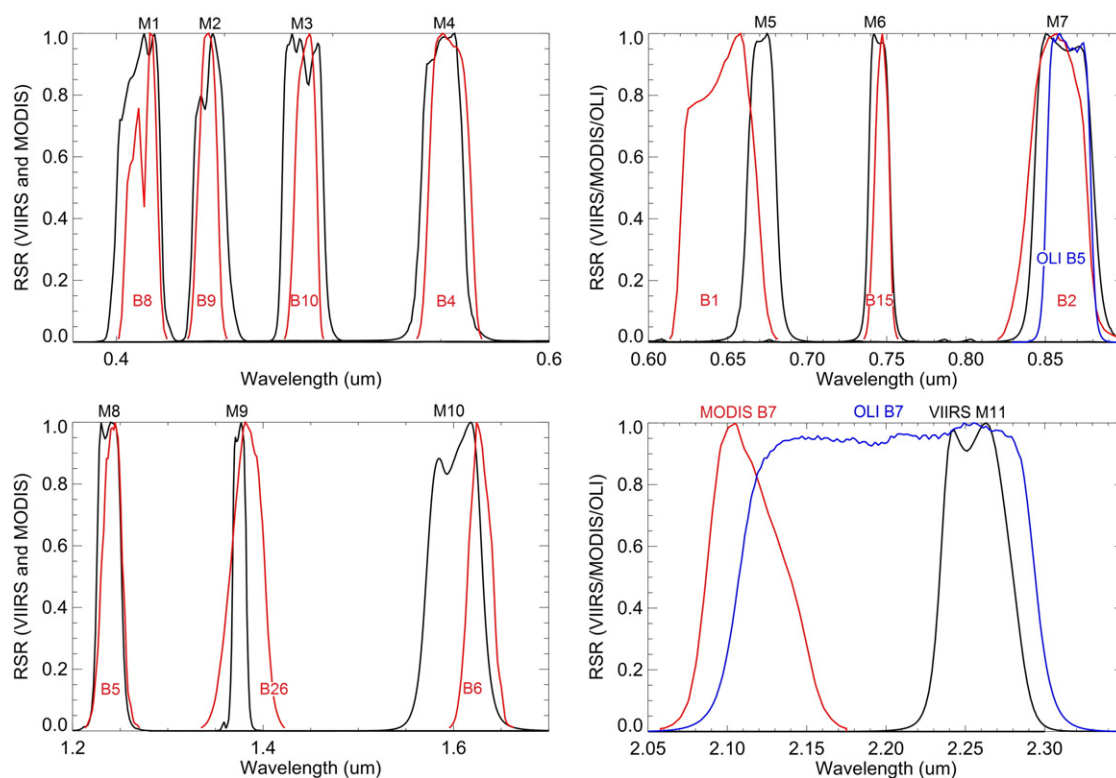 M1 M2 M3 M4
1.0
0.8
0.6
0.4
0.2
0.0
RSR (VIIRS and MODIS)
B8 B9 B10 B4
0.4 0.6
Wavelength (um)
M5 M6 M7
1.0
0.8
0.6
0.4
0.2
0.0
RSR (VIIRS/MODIS/OLI)
OLI B5
B1 B15 B2
0.60 0.65 0.70 0.75 0.80 0.85
Wavelength (um)
M8 M9 M10
1.0
0.8
0.6
0.4
0.2
0.0
RSR (VIIRS and MODIS)
B5 B26 B6
1.2 1.4 1.6
Wavelength (um)
MODIS B7 OLI B7 VIIRS M11
1.0
0.8
0.6
0.4
0.2
0.0
RSR (VIIRS/MODIS/OLI)
2.05 2.10 2.15 2.20 2.25 2.30
Wavelength (um)